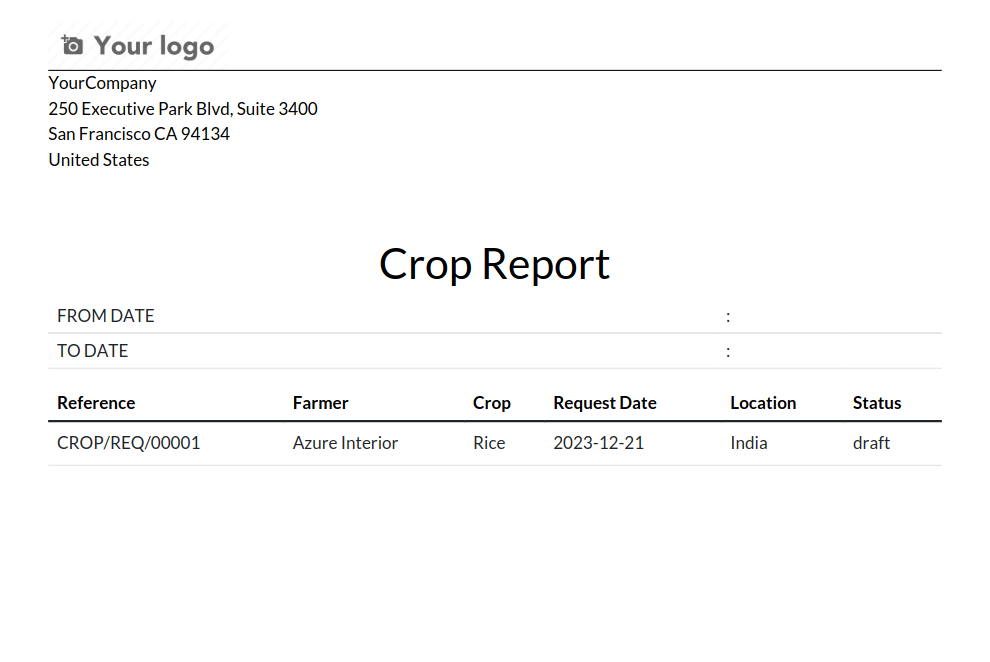 Your logo
YourCompany
250 Executive Park Blvd, Suite 3400
San Francisco CA 94134
United States
Crop Report
FROM DATE :
TO DATE :
Reference Farmer Crop Request Date Location Status
CROP/REQ/00001 Azure Interior Rice 2023-12-21 India draft